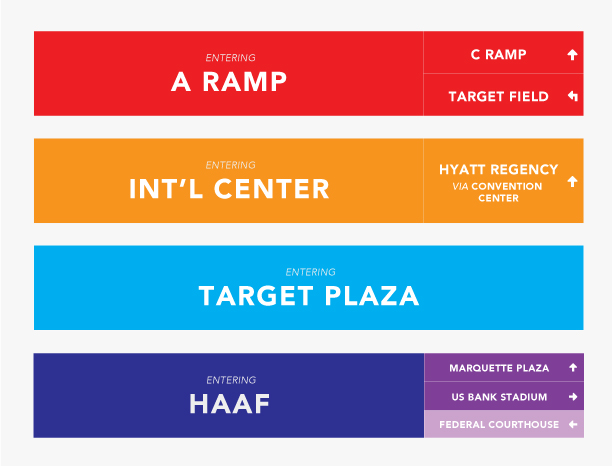 ENTERING
A RAMP
C RAMP
TARGET FIELD
ENTERING
INT'L CENTER
HYATT REGENCY
VIA CONVENTION
CENTER
ENTERING
TARGET PLAZA
ENTERING
HAAF
MARQUETTE PLAZA
US BANK STADIUM
FEDERAL COURTHOUSE